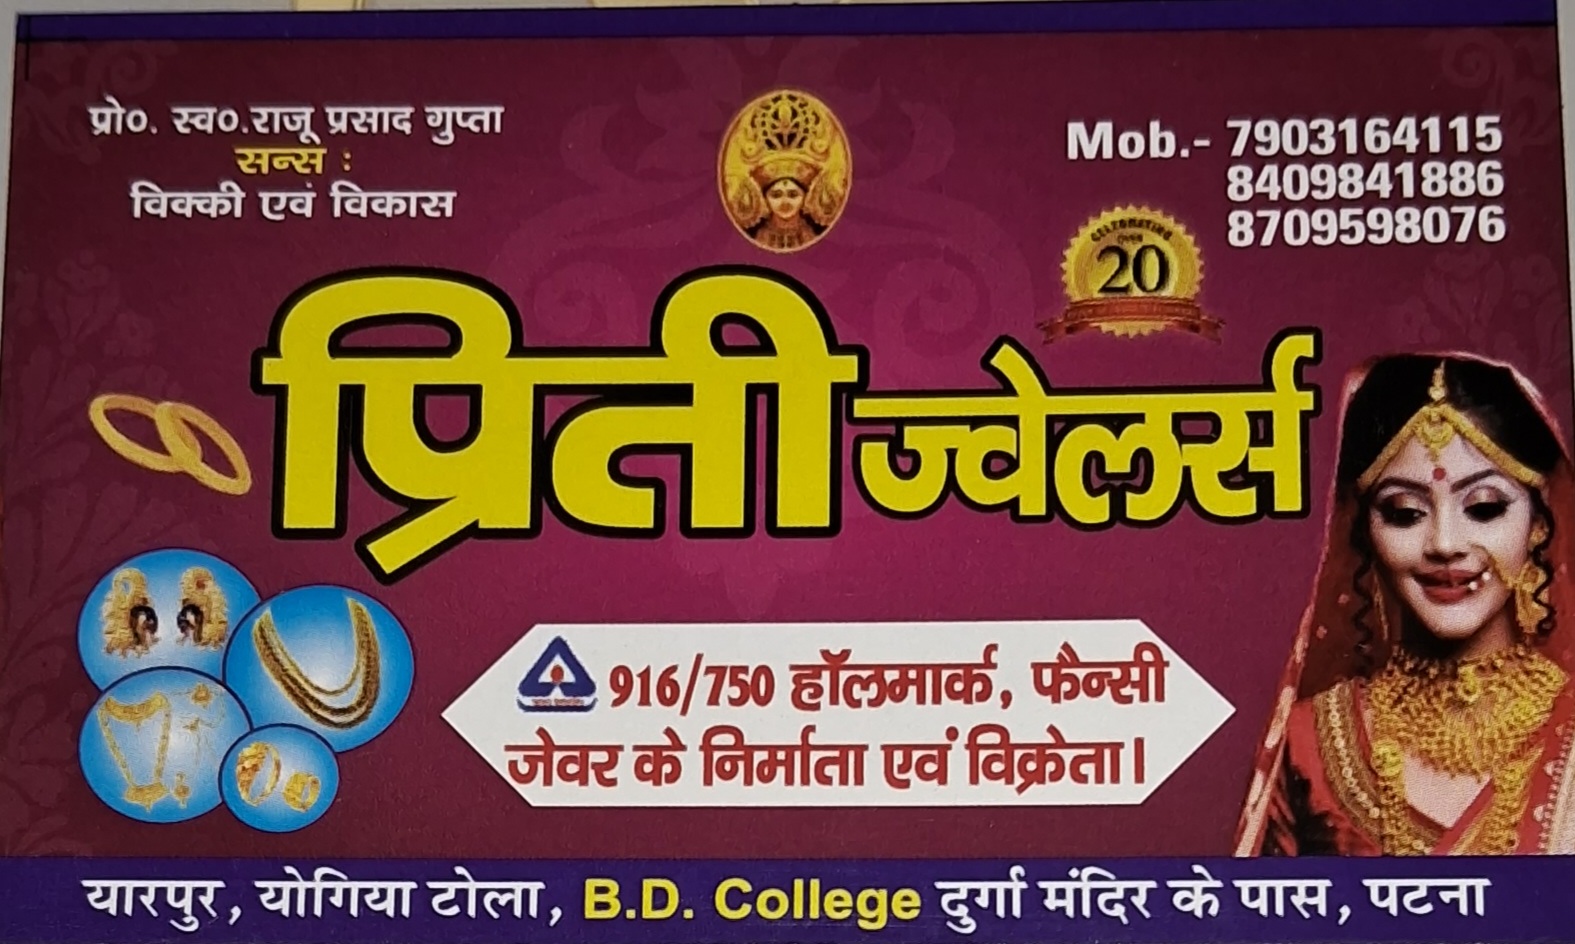 प्रो०. स्व०.राजू प्रसाद गुप्ता
सन्स :
विक्की एवं विकास
Mob.- 7903164115
8409841886
8709598076
CELEBRATING
20
प्रिती ज्वेलर्स
916/750 हॉलमार्क, फैन्सी
जेवर के निर्माता एवं विक्रेता।
यारपुर, योगिया टोला, B.D. College दुर्गा मंदिर के पास, पटना